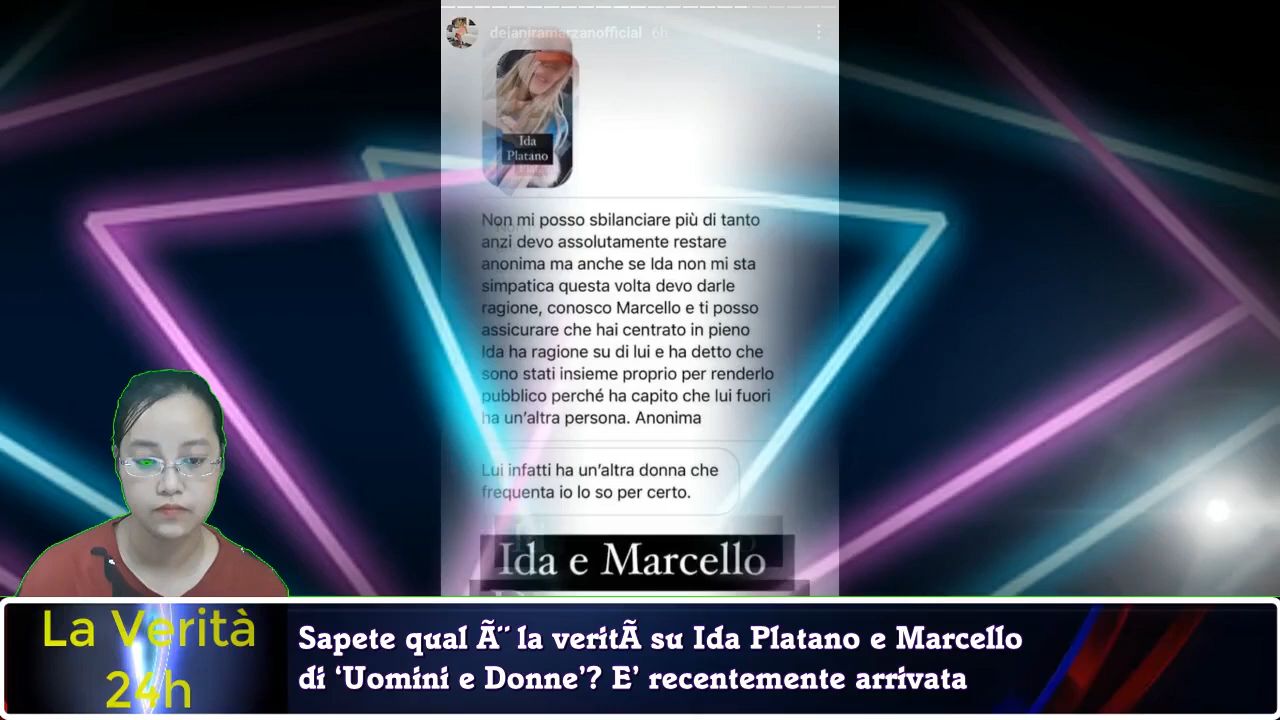 deianiramarzanofficial 6h
Ida
Platano
Non mi posso sbilanciare più di tanto
anzi devo assolutamente restare
anonima ma anche se Ida non mi sta
simpatica questa volta devo darle
ragione, conosco Marcello e ti posso
assicurare che hai centrato in pieno
Ida ha ragione su di lui e ha detto che
sono stati insieme proprio per renderlo
pubblico perché ha capito che lui fuori
ha un'altra persona. Anonima
Lui infatti ha un'altra donna che
frequenta io lo so per certo.
Ida e Marcello
La Verità
24h
Sapete qual Ã¨ la veritÃ su Ida Platano e Marcello
di ‘Uomini e Donne’? E’ recentemente arrivata